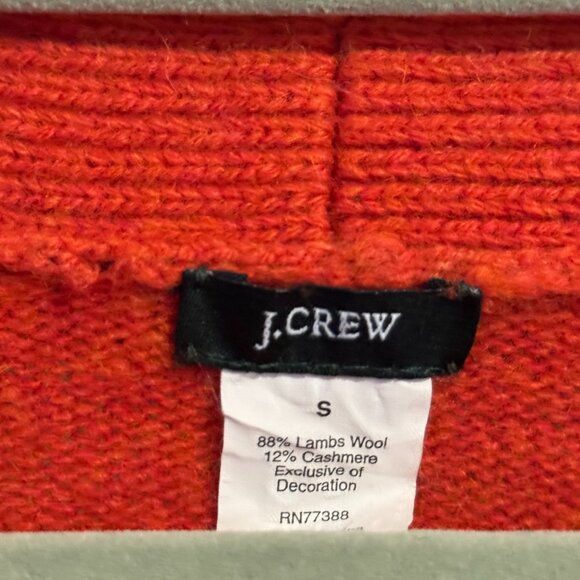 J.CREW
S
88% Lambs Wool
12% Cashmere
Exclusive of
Decoration
RN77388